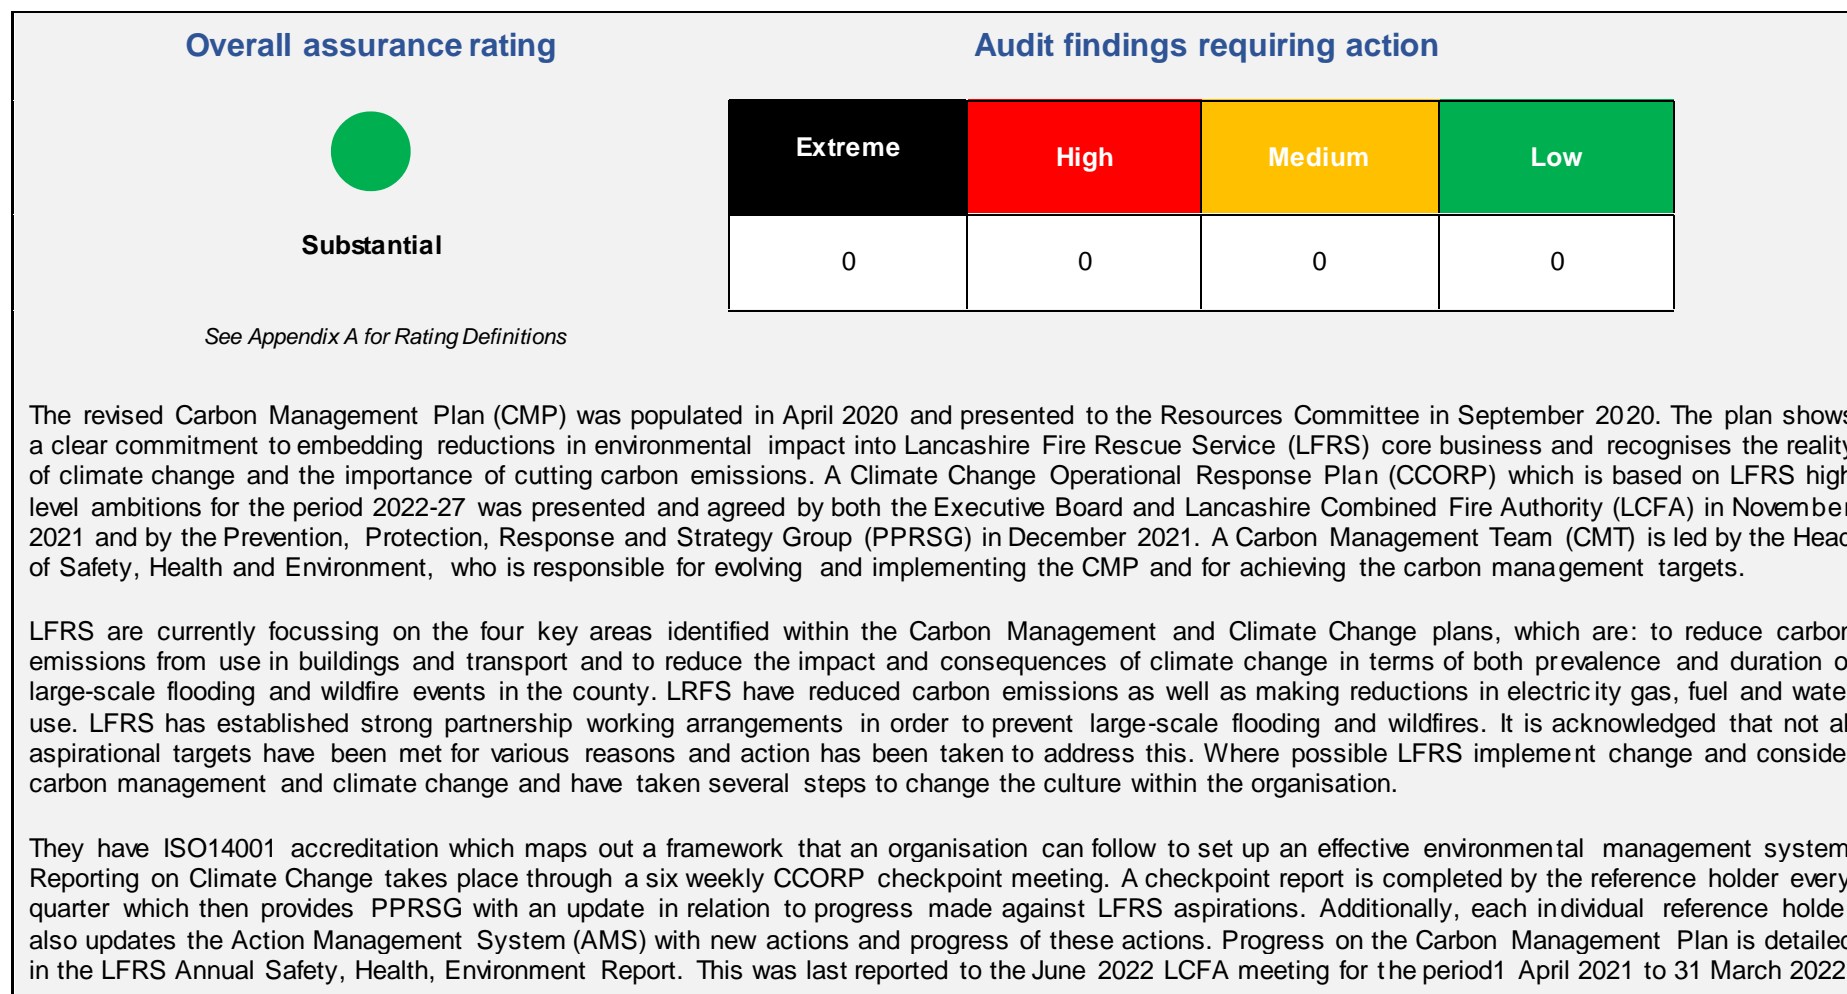 Overall assurance rating
Audit findings requiring action
Extreme
High
Medium
Low
Substantial
0
0
0
0
See Appendix A for Rating Definitions
The revised Carbon Management Plan (CMP) was populated in April 2020 and presented to the Resources Committee in September 2020. The plan shows
a clear commitment to embedding reductions in environmental impact into Lancashire Fire Rescue Service (LFRS) core business and recognises the reality
of climate change and the importance of cutting carbon emissions. A Climate Change Operational Response Plan (CCORP) which is based on LFRS high
level ambitions for the period 2022-27 was presented and agreed by both the Executive Board and Lancashire Combined Fire Authority (LCFA) in November
2021 and by the Prevention, Protection, Response and Strategy Group (PPRSG) in December 2021. A Carbon Management Team (CMT) is led by the Head
of Safety, Health and Environment, who is responsible for evolving and implementing the CMP and for achieving the carbon management targets.
LFRS are currently focussing on the four key areas identified within the Carbon Management and Climate Change plans, which are: to reduce carbon
emissions from use in buildings and transport and to reduce the impact and consequences of climate change in terms of both prevalence and duration o
large-scale flooding and wildfire events in the county. LRFS have reduced carbon emissions as well as making reductions in electricity gas, fuel and wate
use. LFRS has established strong partnership working arrangements in order to prevent large-scale flooding and wildfires. It is acknowledged that not al
aspirational targets have been met for various reasons and action has been taken to address this. Where possible LFRS implement change and conside
carbon management and climate change and have taken several steps to change the culture within the organisation.
They have ISO14001 accreditation which maps out a framework that an organisation can follow to set up an effective environmental management system
Reporting on Climate Change takes place through a six weekly CCORP checkpoint meeting. A checkpoint report is completed by the reference holder every
quarter which then provides PPRSG with an update in relation to progress made against LFRS aspirations. Additionally, each individual reference holde
also updates the Action Management System (AMS) with new actions and progress of these actions. Progress on the Carbon Management Plan is detailed
in the LFRS Annual Safety, Health, Environment Report. This was last reported to the June 2022 LCFA meeting for the period1 April 2021 to 31 March 2022